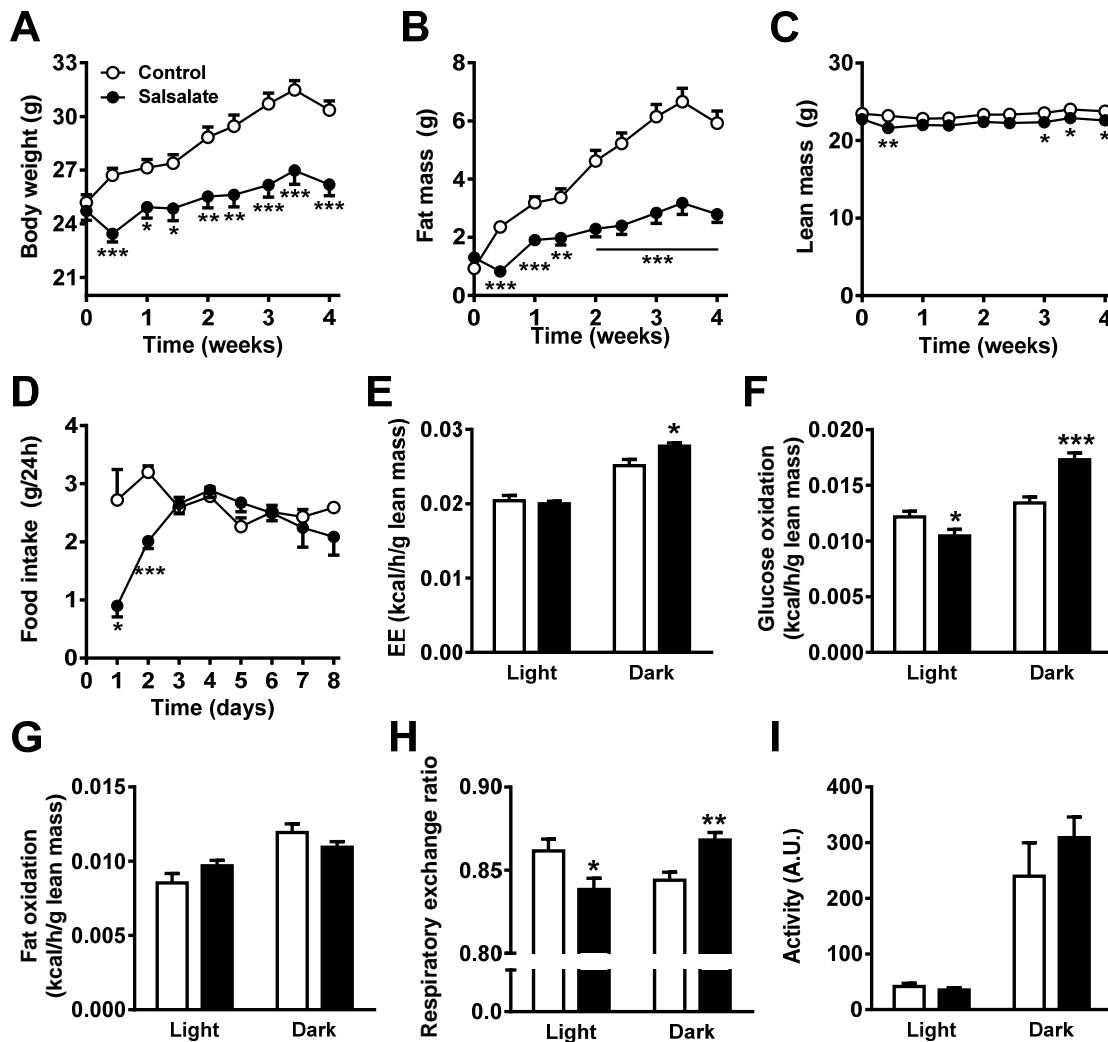 A
Body weight (g)
33
30
27
24
21
Control
Salsalate
***
*
*
**
**
***
***
***
0
1
2
3
4
Time (weeks)
B
Fat mass (g)
8
6
4
2
0
***
***
**
***
0
1
2
3
4
Time (weeks)
C
Lean mass (g)
30
20
10
0
**
*
*
*
0
1
2
3
4
Time (weeks)
D
Food intake (g/24h)
4
3
2
1
0
*
***
0
1
2
3
4
5
6
7
8
Time (days)
E
EE (kcal/h/g lean mass)
0.03
0.02
0.01
0.00
*
Light
Dark
F
Glucose oxidation
(kcal/h/g lean mass)
0.020
0.015
0.010
0.005
0.000
*
***
Light
Dark
G
Fat oxidation
(kcal/h/g lean mass)
0.015
0.010
0.005
0.000
Light
Dark
H
Respiratory exchange ratio
0.90
0.85
0.80
0.0
*
**
Light
Dark
I
Activity (A.U.)
400
300
200
100
0
Light
Dark